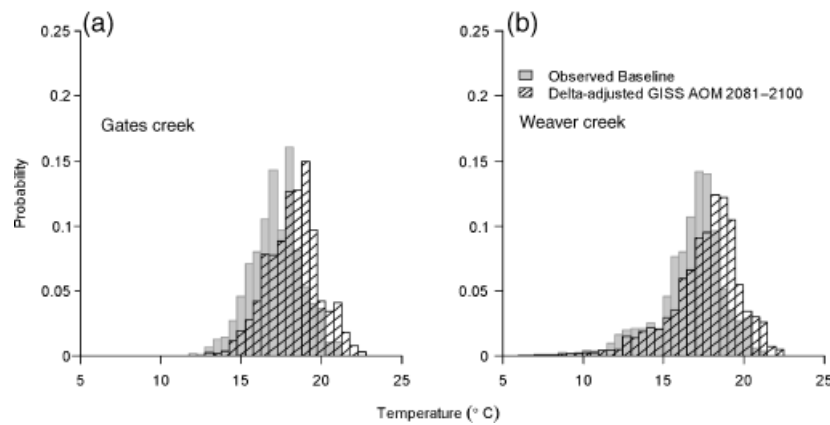 (a)
0.25
0.2
0.15
0.1
0.05
0
Probability
Gates creek
5
10
15
20
25
(b)
0.25
0.2
0.15
0.1
0.05
0
Observed Baseline
Delta-adjusted GISS AOM 2081–2100
Weaver creek
5
10
15
20
25
Temperature (° C)